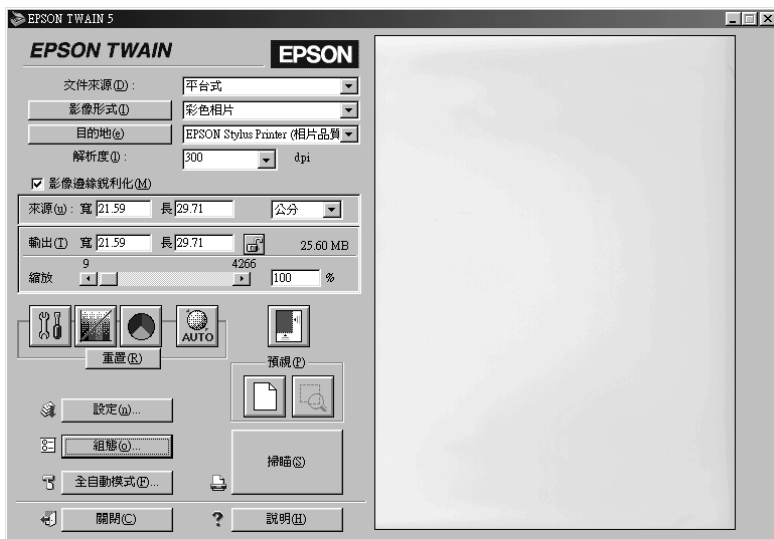 EPSON TWAIN 5
EPSON TWAIN
EPSON
文件來源(D):
平台式
影像形式(I)
彩色相片
目的地(e)
EPSON Stylus Printer (相片品質
解析度(I):
300
dpi
影像邊緣銳利化(M)
來源(u): 寬 21.59 長 29.71 公分
輸出(T) 寬 21.59 長 29.71 25.60 MB
9 4266
縮放 100 %
AUTO
重置(R)
預視(P)
設定(n)...
組態(o)...
掃瞄(S)
全自動模式(F)...
關閉(C)
說明(H)